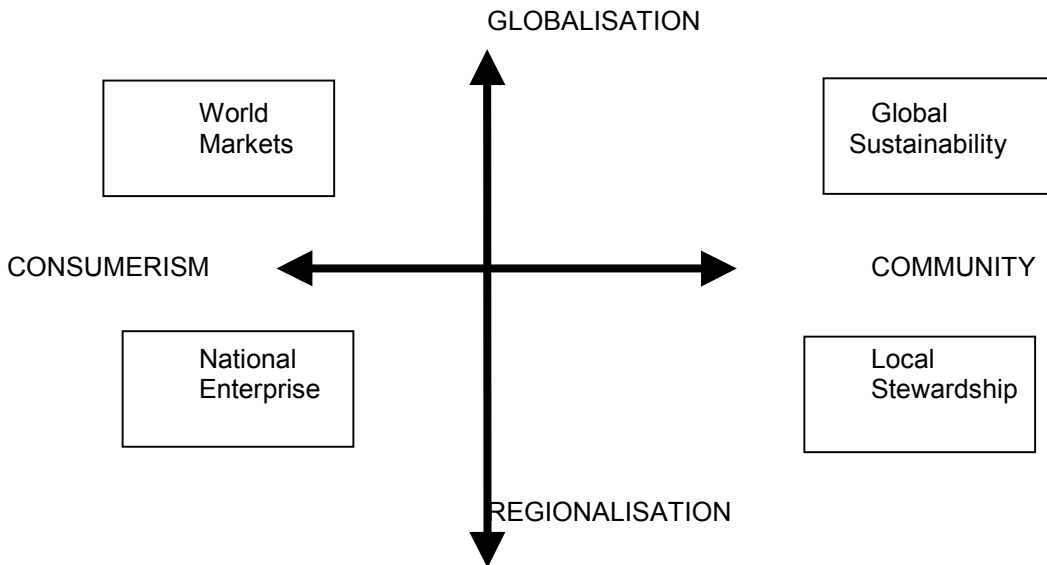 GLOBALISATION
World
Markets
Global
Sustainability
CONSUMERISM
COMMUNITY
National
Enterprise
Local
Stewardship
REGIONALISATION